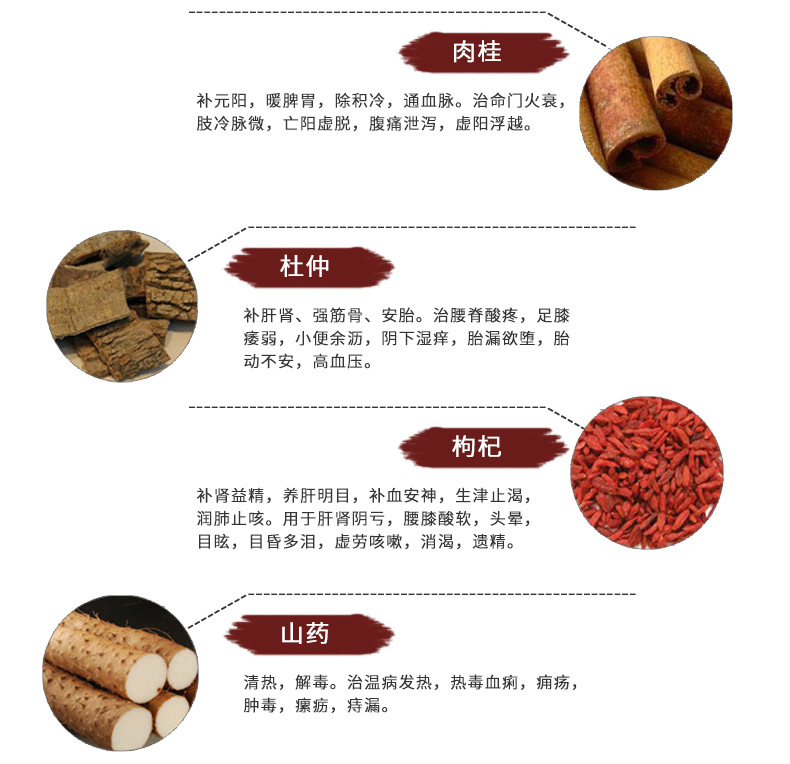 肉桂
补元阳，暖脾胃，除积冷，通血脉。治命门火衰，
肢冷脉微，亡阳虚脱，腹痛泄泻，虚阳浮越。
杜仲
补肝肾、强筋骨、安胎。治腰脊酸疼，足膝
痿弱，小便余沥，阴下湿痒，胎漏欲堕，胎
动不安，高血压。
枸杞
补肾益精，养肝明目，补血安神，生津止渴，
润肺止咳。用于肝肾阴亏，腰膝酸软，头晕，
目眩，目昏多泪，虚劳咳嗽，消渴，遗精。
山药
清热，解毒。治温病发热，热毒血痢，痈疡，
肿毒，瘰疬，痔漏。